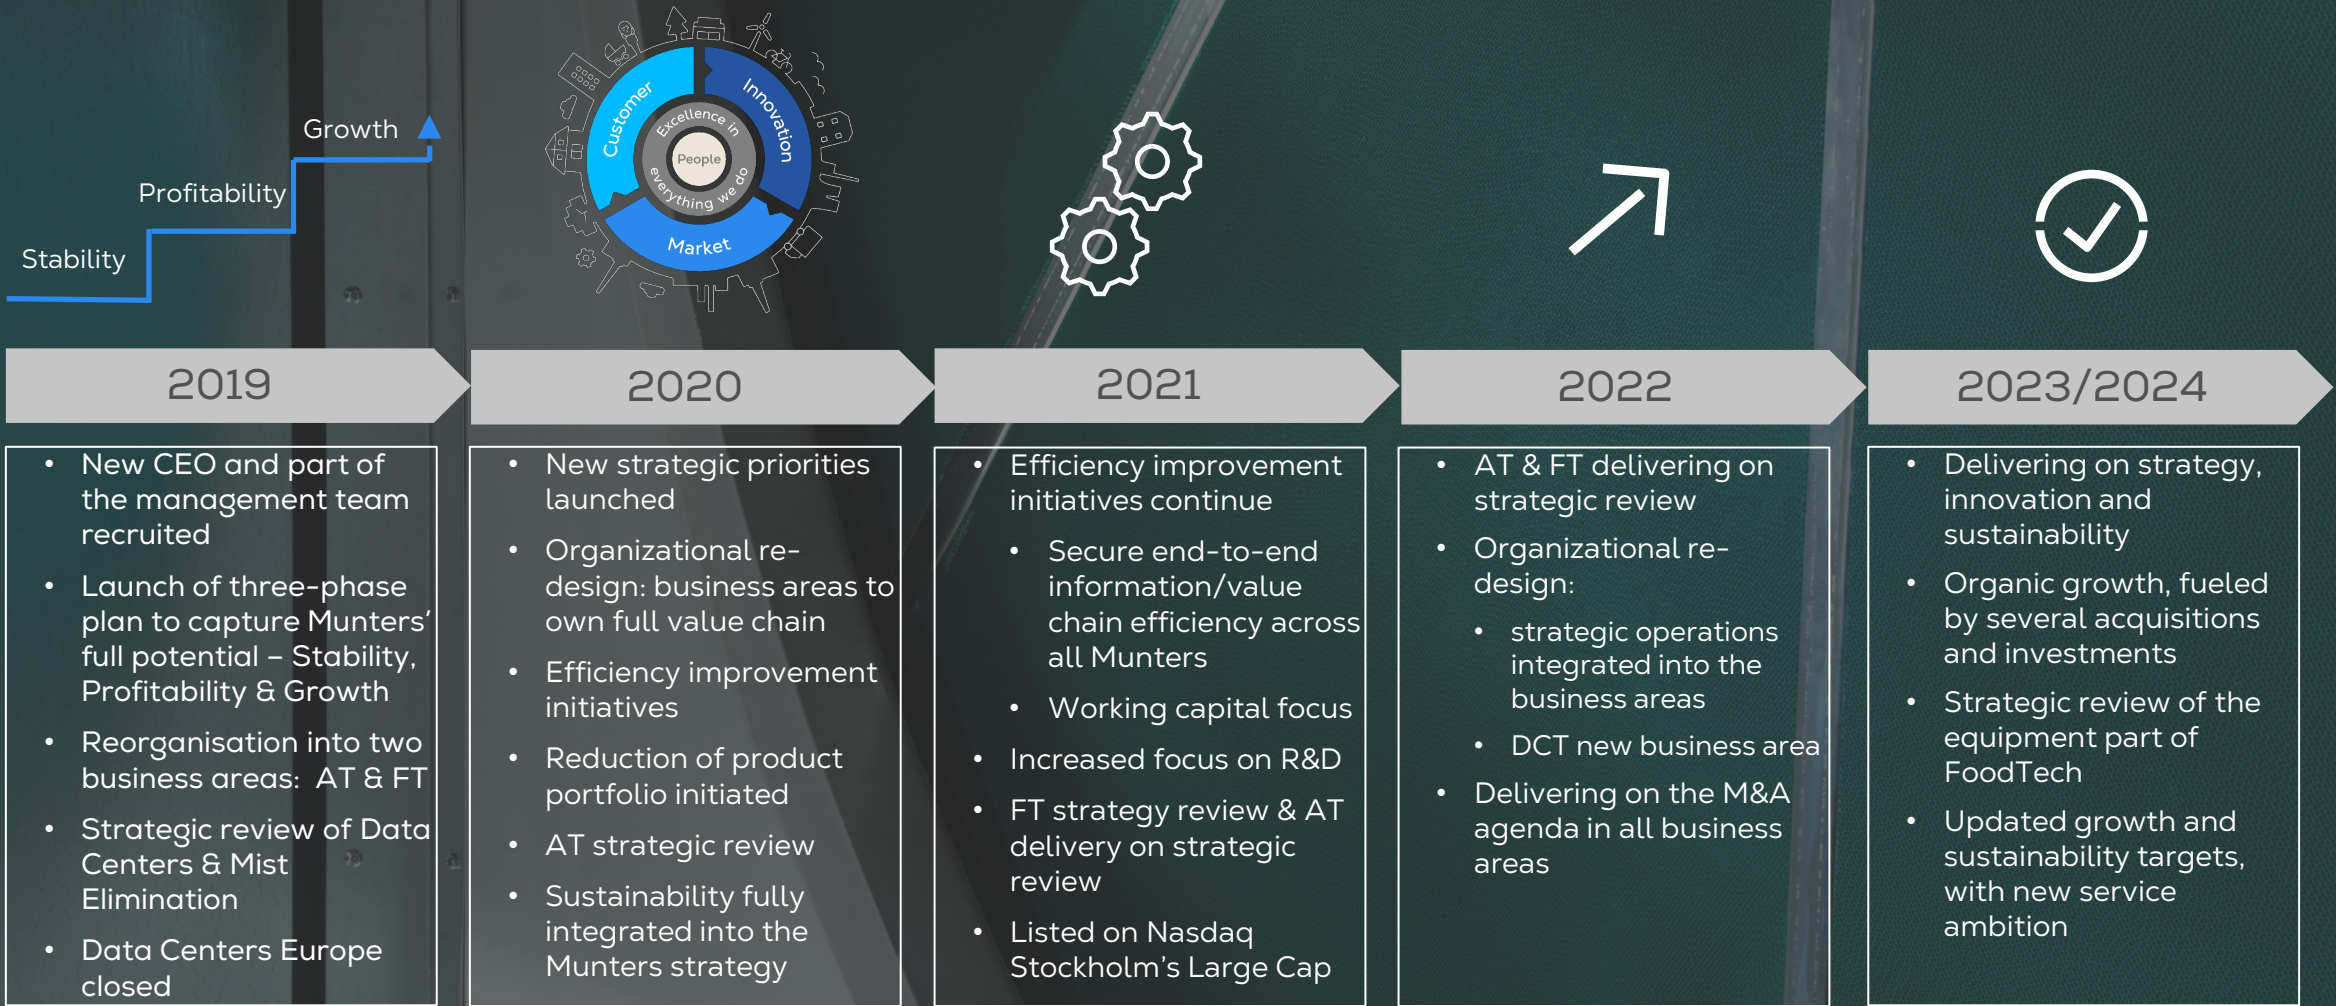 Growth
Profitability
Stability
Customer
Innovation
Market
Excellence in
everything we do
People
2019
• New CEO and part of
the management team
recruited
• Launch of three-phase
plan to capture Munters'
full potential – Stability,
Profitability & Growth
• Reorganisation into two
business areas: AT & FT
• Strategic review of Data
Centers & Mist
Elimination
• Data Centers Europe
closed
2020
• New strategic priorities
launched
• Organizational re-
design: business areas to
own full value chain
• Efficiency improvement
initiatives
• Reduction of product
portfolio initiated
• AT strategic review
• Sustainability fully
integrated into the
Munters strategy
2021
• Efficiency improvement
initiatives continue
• Secure end-to-end
information/value
chain efficiency across
all Munters
• Working capital focus
• Increased focus on R&D
• FT strategy review & AT
delivery on strategic
review
• Listed on Nasdaq
Stockholm's Large Cap
2022
• AT & FT delivering on
strategic review
• Organizational re-
design:
• strategic operations
integrated into the
business areas
• DCT new business area
• Delivering on the M&A
agenda in all business
areas
2023/2024
• Delivering on strategy,
innovation and
sustainability
• Organic growth, fueled
by several acquisitions
and investments
• Strategic review of the
equipment part of
FoodTech
• Updated growth and
sustainability targets,
with new service
ambition